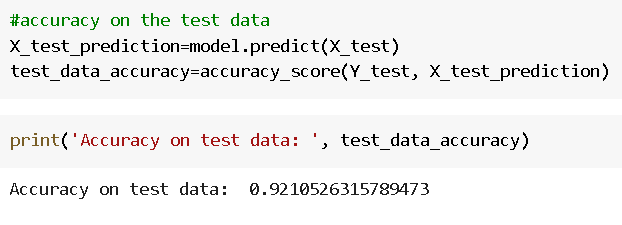 #accuracy on the test data
X_test_prediction=model.predict(X_test)
test_data_accuracy=accuracy_score(Y_test, X_test_prediction)
print('Accuracy on test data: ', test_data_accuracy)
Accuracy on test data:  0.9210526315789473